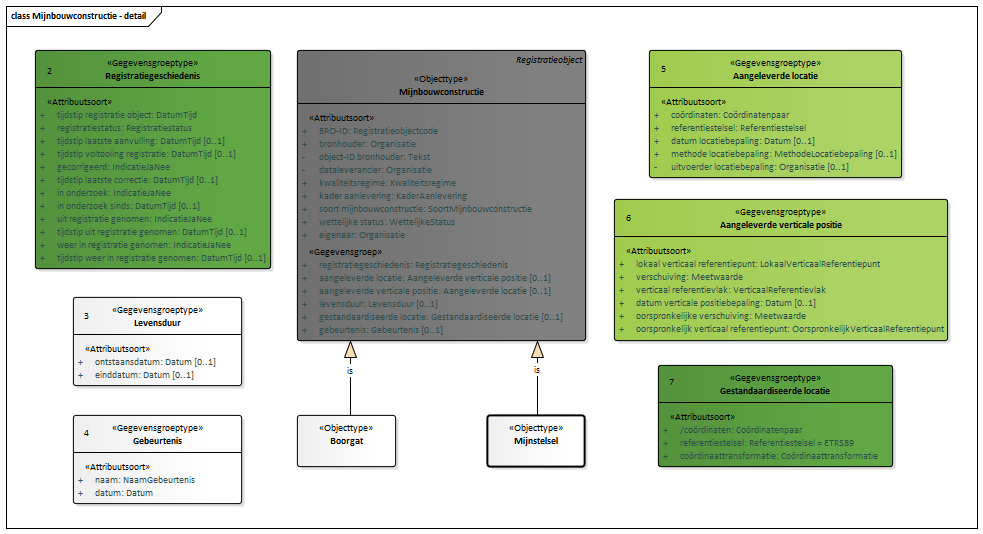 class Mijnbouwconstructie - detail
2
«Gegevensgroeptype»
Registratiegeschiedenis
«Attribuutsoort»
+ tijdstip registratie object: DatumTijd
+ registratiestatus: Registratiestatus
+ tijdstip laatste aanvulling: DatumTijd [0..1]
+ tijdstip voltooiing registratie: DatumTijd [0..1]
+ gecorrigeerd: IndicatieJaNee
+ tijdstip laatste correctie: DatumTijd [0..1]
+ in onderzoek: IndicatieJaNee
+ in onderzoek sinds: DatumTijd [0..1]
+ uit registratie genomen: IndicatieJaNee
+ tijdstip uit registratie genomen: DatumTijd [0..1]
+ weer in registratie genomen: IndicatieJaNee
+ tijdstip weer in registratie genomen: DatumTijd [0..1]
3
«Gegevensgroeptype»
Levensduur
«Attribuutsoort»
+ ontstaansdatum: Datum [0..1]
+ einddatum: Datum [0..1]
4
«Gegevensgroeptype»
Gebeurtenis
«Attribuutsoort»
+ naam: NaamGebeurtenis
+ datum: Datum
Registratieobject
«Objecttype»
Mijnbouwconstructie
«Attribuutsoort»
+ BRO-ID: Registratieobjectcode
+ bronhouder: Organisatie
- object-ID bronhouder: Tekst
- dataleverancier: Organisatie
+ kwaliteitsregime: Kwaliteitsregime
+ kader aanlevering: KaderAanlevering
+ soort mijnbouwconstructie: SoortMijnbouwconstructie
+ wettelijke status: WettelijkeStatus
+ eigenaar: Organisatie
«Gegevensgroep»
+ registratiegeschiedenis: Registratiegeschiedenis
+ aangeleverde locatie: Aangeleverde verticale positie [0..1]
+ aangeleverde verticale positie: Aangeleverde locatie [0..1]
+ levensduur: Levensduur [0..1]
+ gestandaardiseerde locatie: Gestandaardiseerde locatie [0..1]
+ gebeurtenis: Gebeurtenis [0..1]
is
is
«Objecttype»
Boorgat
«Objecttype»
Mijnstelsel
5
«Gegevensgroeptype»
Aangeleverde locatie
«Attribuutsoort»
+ coördinaten: Coördinatenpaar
+ referentiestelsel: Referentiestelsel
+ datum locatiebepaling: Datum [0..1]
+ methode locatiebepaling: MethodeLocatiebepaling [0..1]
- uitvoerder locatiebepaling: Organisatie [0..1]
6
«Gegevensgroeptype»
Aangeleverde verticale positie
«Attribuutsoort»
+ lokaal verticaal referentiepunt: LokaalVerticaalReferentiepunt
+ verschuiving: Meetwaarde
+ verticaal referentievlak: VerticaalReferentievlak
+ datum verticale positiebepaling: Datum [0..1]
+ oorspronkelijke verschuiving: Meetwaarde
+ oorspronkelijk verticaal referentiepunt: OorspronkelijkVerticaalReferentiepunt
7
«Gegevensgroeptype»
Gestandaardiseerde locatie
«Attribuutsoort»
+ /coördinaten: Coördinatenpaar
+ referentiestelsel: Referentiestelsel = ETRS89
+ coördinaattransformatie: Coördinaattransformatie